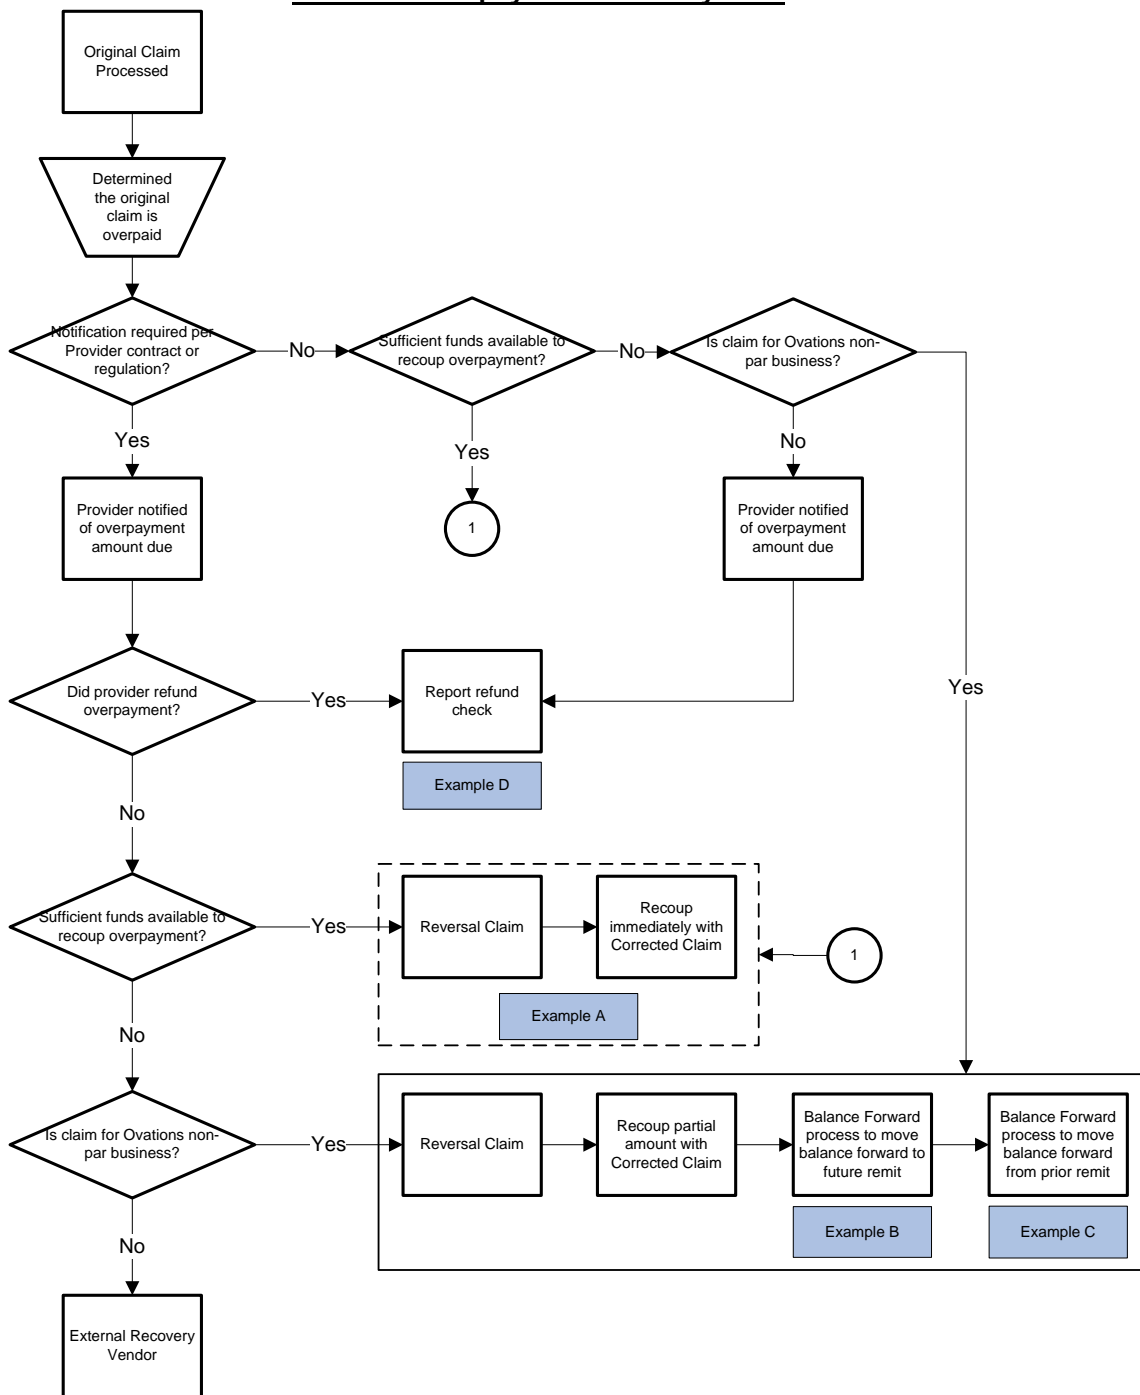 Original Claim
Processed
Determined
the original
claim is
overpaid
Notification required per
Provider contract or
regulation?
No
Sufficient funds available to
recoup overpayment?
No
Is claim for Ovations non-
par business?
Yes
Yes
No
Provider notified
of overpayment
amount due
1
Provider notified
of overpayment
amount due
Did provider refund
overpayment?
Yes
Report refund
check
Yes
Example D
No
Sufficient funds available to
recoup overpayment?
Yes
Reversal Claim
Recoup
immediately with
Corrected Claim
1
Example A
No
Is claim for Ovations non-
par business?
Yes
Reversal Claim
Recoup partial
amount with
Corrected Claim
Balance Forward
process to move
balance forward to
future remit
Balance Forward
process to move
balance forward
from prior remit
Example B
Example C
No
External Recovery
Vendor